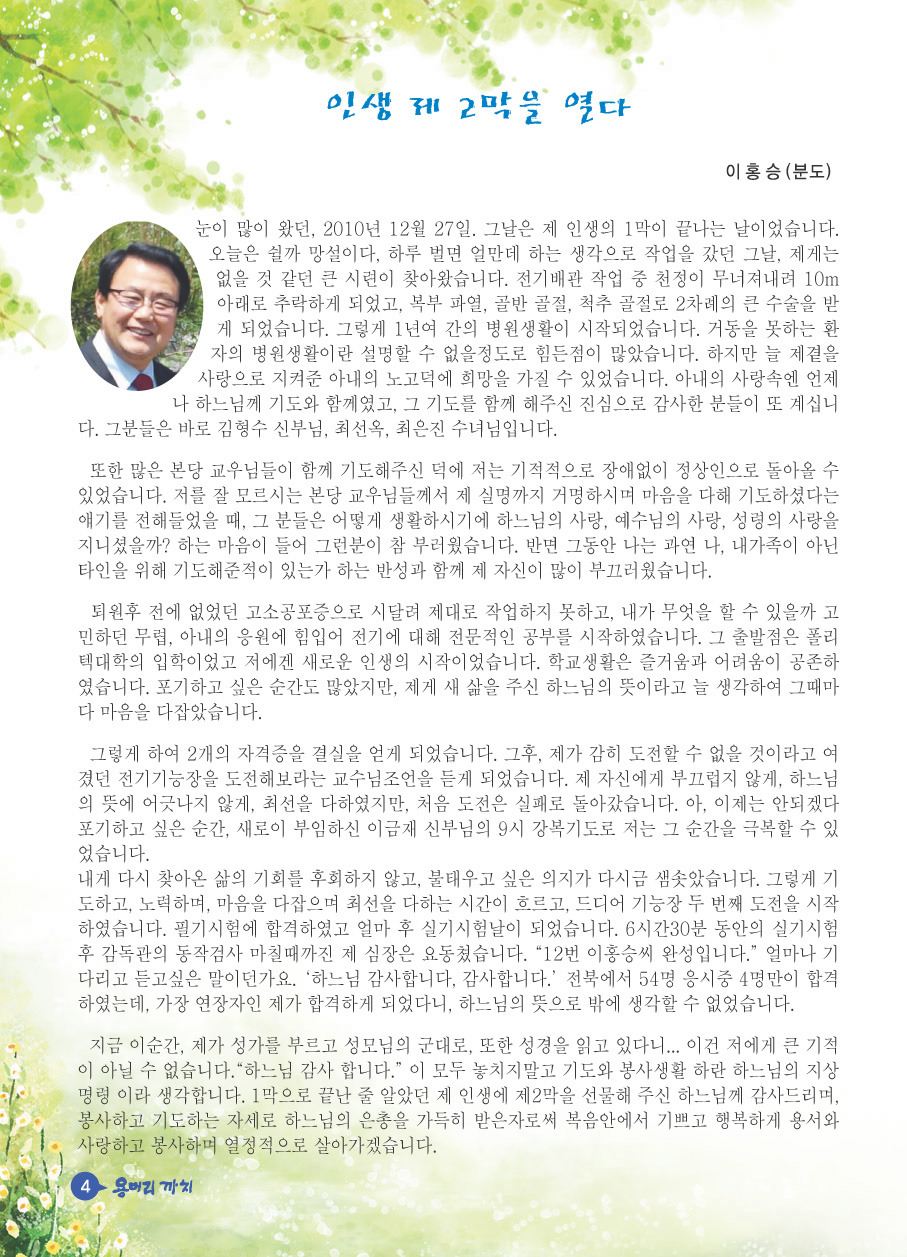 인생 제 2막을 열다
이 홍 승 (분도)
눈이 많이 왔던, 2010년 12월 27일. 그날은 제 인생의 1막이 끝나는 날이었습니다.
오늘은 쉴까 망설이다, 하루 벌면 얼만데 하는 생각으로 작업을 갔던 그날, 제게는
없을 것 같던 큰 시련이 찾아왔습니다. 전기배관 작업 중 천정이 무너져내려 10m
아래로 추락하게 되었고, 복부 파열, 골반 골절, 척추 골절로 2차례의 큰 수술을 받
게 되었습니다. 그렇게 1년여 간의 병원생활이 시작되었습니다. 거동을 못하는 환
자의 병원생활이란 설명할 수 없을정도로 힘든점이 많았습니다. 하지만 늘 제곁을
사랑으로 지켜준 아내의 노고덕에 희망을 가질 수 있었습니다. 아내의 사랑속엔 언제
나 하느님께 기도와 함께였고, 그 기도를 함께 해주신 진심으로 감사한 분들이 또 계십니
다. 그분들은 바로 김형수 신부님, 최선옥, 최은진 수녀님입니다.
또한 많은 본당 교우님들이 함께 기도해주신 덕에 저는 기적적으로 장애없이 정상인으로 돌아올 수
있었습니다. 저를 잘 모르시는 본당 교우님들께서 제 실명까지 거명하시며 마음을 다해 기도하셨다는
얘기를 전해들었을 때, 그 분들은 어떻게 생활하시기에 하느님의 사랑, 예수님의 사랑, 성령의 사랑을
지니셨을까? 하는 마음이 들어 그런분이 참 부러웠습니다. 반면 그동안 나는 과연 나, 내가족이 아닌
타인을 위해 기도해준적이 있는가 하는 반성과 함께 제 자신이 많이 부끄러웠습니다.
퇴원후 전에 없었던 고소공포증으로 시달려 제대로 작업하지 못하고, 내가 무엇을 할 수 있을까 고
민하던 무렵, 아내의 응원에 힘입어 전기에 대해 전문적인 공부를 시작하였습니다. 그 출발점은 폴리
텍대학의 입학이었고 저에겐 새로운 인생의 시작이었습니다. 학교생활은 즐거움과 어려움이 공존하
였습니다. 포기하고 싶은 순간도 많았지만, 제게 새 삶을 주신 하느님의 뜻이라고 늘 생각하여 그때마
다 마음을 다잡았습니다.
그렇게 하여 2개의 자격증을 결실을 얻게 되었습니다. 그후, 제가 감히 도전할 수 없을 것이라고 여
겼던 전기기능장을 도전해보라는 교수님조언을 듣게 되었습니다. 제 자신에게 부끄럽지 않게, 하느님
의 뜻에 어긋나지 않게, 최선을 다하였지만, 처음 도전은 실패로 돌아갔습니다. 아, 이제는 안되겠다
포기하고 싶은 순간, 새로이 부임하신 이금재 신부님의 9시 강복기도로 저는 그 순간을 극복할 수 있
었습니다.
내게 다시 찾아온 삶의 기회를 후회하지 않고, 불태우고 싶은 의지가 다시금 샘솟았습니다. 그렇게 기
도하고, 노력하며, 마음을 다잡으며 최선을 다하는 시간이 흐르고, 드디어 기능장 두 번째 도전을 시작
하였습니다. 필기시험에 합격하였고 얼마 후 실기시험날이 되었습니다. 6시간30분 동안의 실기시험
후 감독관의 동작검사 마칠때까진 제 심장은 요동쳤습니다. “12번 이홍승씨 완성입니다.” 얼마나 기
다리고 듣고싶은 말이던가요. ‘하느님 감사합니다, 감사합니다.’ 전북에서 54명 응시중 4명만이 합격
하였는데, 가장 연장자인 제가 합격하게 되었다니, 하느님의 뜻으로 밖에 생각할 수 없었습니다.
지금 이순간, 제가 성가를 부르고 성모님의 군대로, 또한 성경을 읽고 있다니... 이건 저에게 큰 기적
이 아닐 수 없습니다.“하느님 감사 합니다.” 이 모두 놓치지말고 기도와 봉사생활 하란 하느님의 지상
명령 이라 생각합니다. 1막으로 끝난 줄 알았던 제 인생에 제2막을 선물해 주신 하느님께 감사드리며,
봉사하고 기도하는 자세로 하느님의 은총을 가득히 받은자로써 복음안에서 기쁘고 행복하게 용서와
사랑하고 봉사하며 열정적으로 살아가겠습니다.
4 용머리 까치